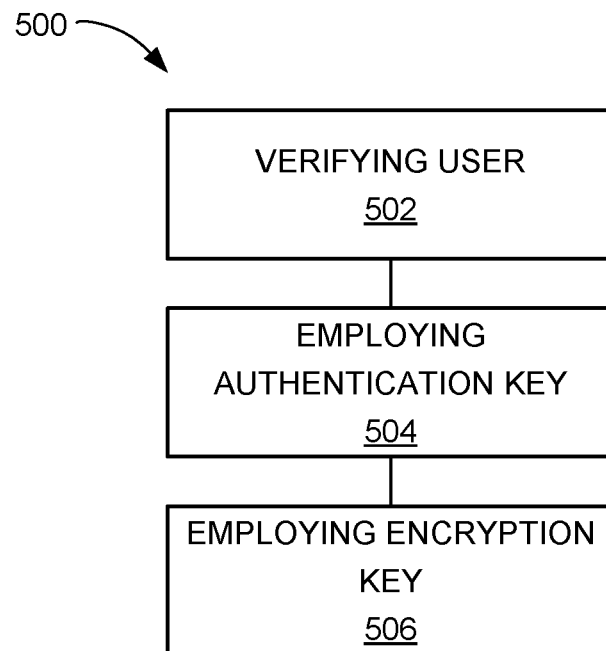 500
VERIFYING USER
502
EMPLOYING
AUTHENTICATION KEY
504
EMPLOYING ENCRYPTION
KEY
506